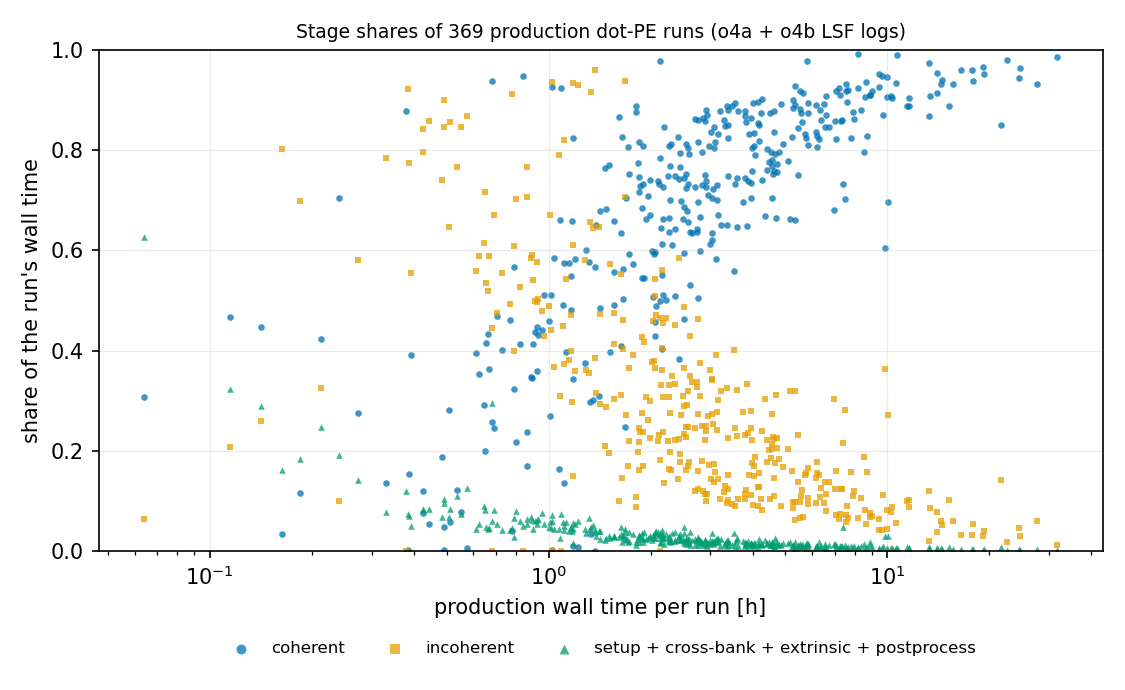 Stage shares of 369 production dot-PE runs (o4a + o4b LSF logs)
share of the run's wall time
1.0
0.8
0.6
0.4
0.2
0.0
10⁻¹ 10⁰ 10¹
production wall time per run [h]
coherent incoherent setup + cross-bank + extrinsic + postprocess